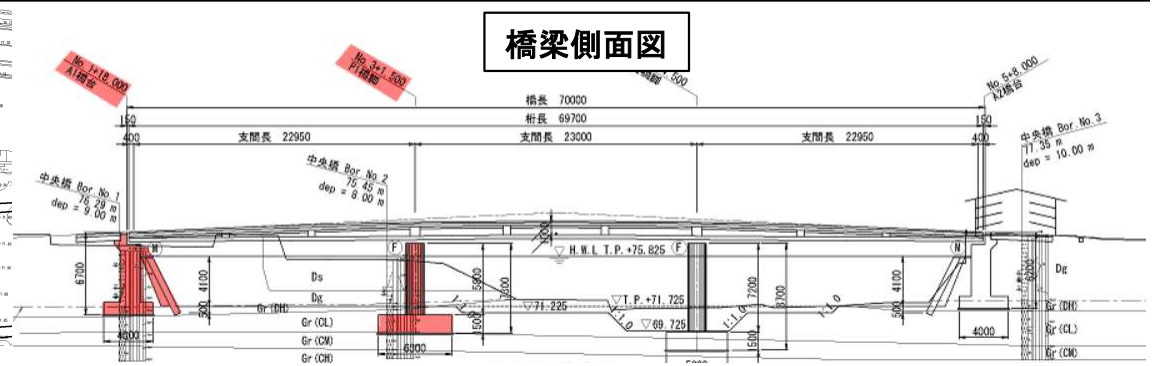 橋梁側面図
No.1+18.000
A1橋台
No.3+1.500
P1橋脚
No.5+8.000
A2橋台
橋長 70000
150
桁長 69700
150
400
支間長 22950
支間長 23000
支間長 22950
400
中央橋 Bor.No.1
76.29 m
dep = 9.00 m
中央橋 Bor.No.2
75.45 m
dep = 8.00 m
中央橋 Bor.No.3
77.35 m
dep = 10.00 m
M
F
▽H.W.L T.P.+75.825
F
6700
4100
500
4000
Ds
Dg
Gr(DH)
Gr(CL)
Gr(CM)
Gr(CH)
1500
6300
▽71.225
▽T.P.+71.725
1:1.0
▽69.725
1:1.0
1:1.0
7200
8700
1500
4100
500
4000
Dg
Gr(DH)
Gr(CL)
Gr(CM)